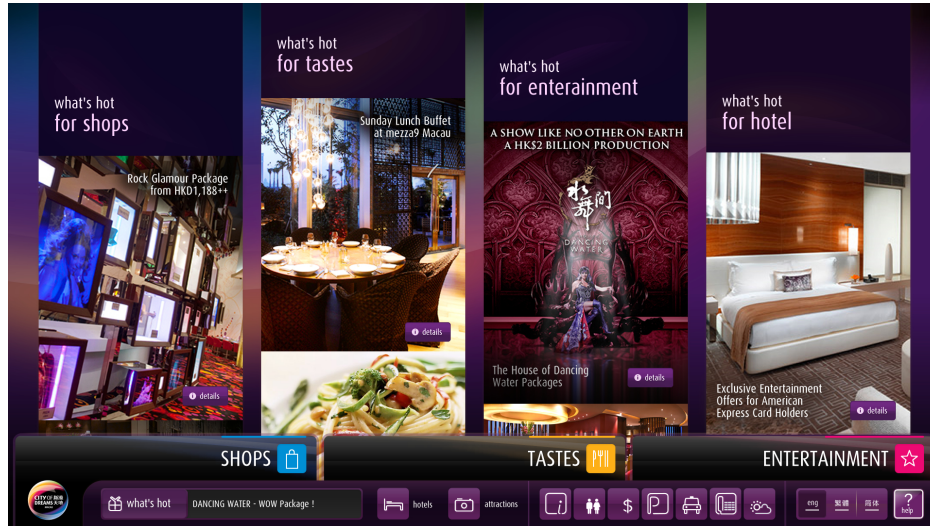 what's hot
for shops
Rock Glamour Package
from HKD1,188++
details
what's hot
for tastes
Sunday Lunch Buffet
at mezza9 Macau
details
what's hot
for enterainment
A SHOW LIKE NO OTHER ON EARTH
A HK$2 BILLION PRODUCTION
水舞間
DANCING
WATER
The House of Dancing
Water Packages
details
what's hot
for hotel
Exclusive Entertainment
Offers for American
Express Card Holders
details
SHOPS
TASTES
ENTERTAINMENT
CITY OF
DREAMS
what's hot
DANCING WATER - WOW Package !
hotels
attractions
$
P
eng
繁體
简体
?
help